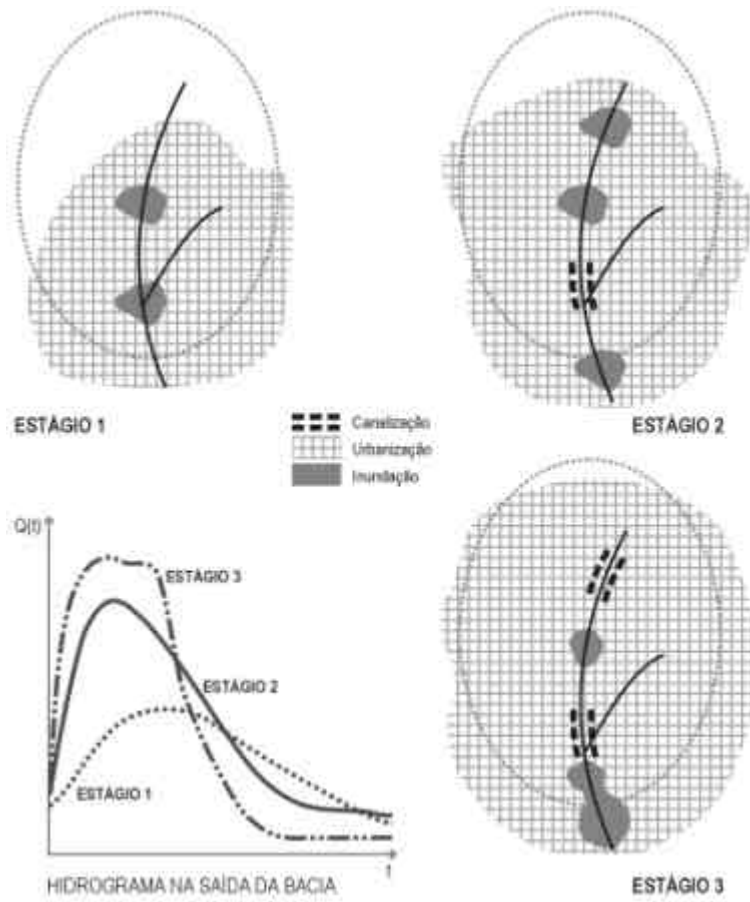 ESTÁGIO 1
ESTÁGIO 2
Canalização
Urbanização
Inundação
Q(t)
ESTÁGIO 3
ESTÁGIO 2
ESTÁGIO 1
t
HIDROGRAMA NA SAÍDA DA BACIA
ESTÁGIO 3